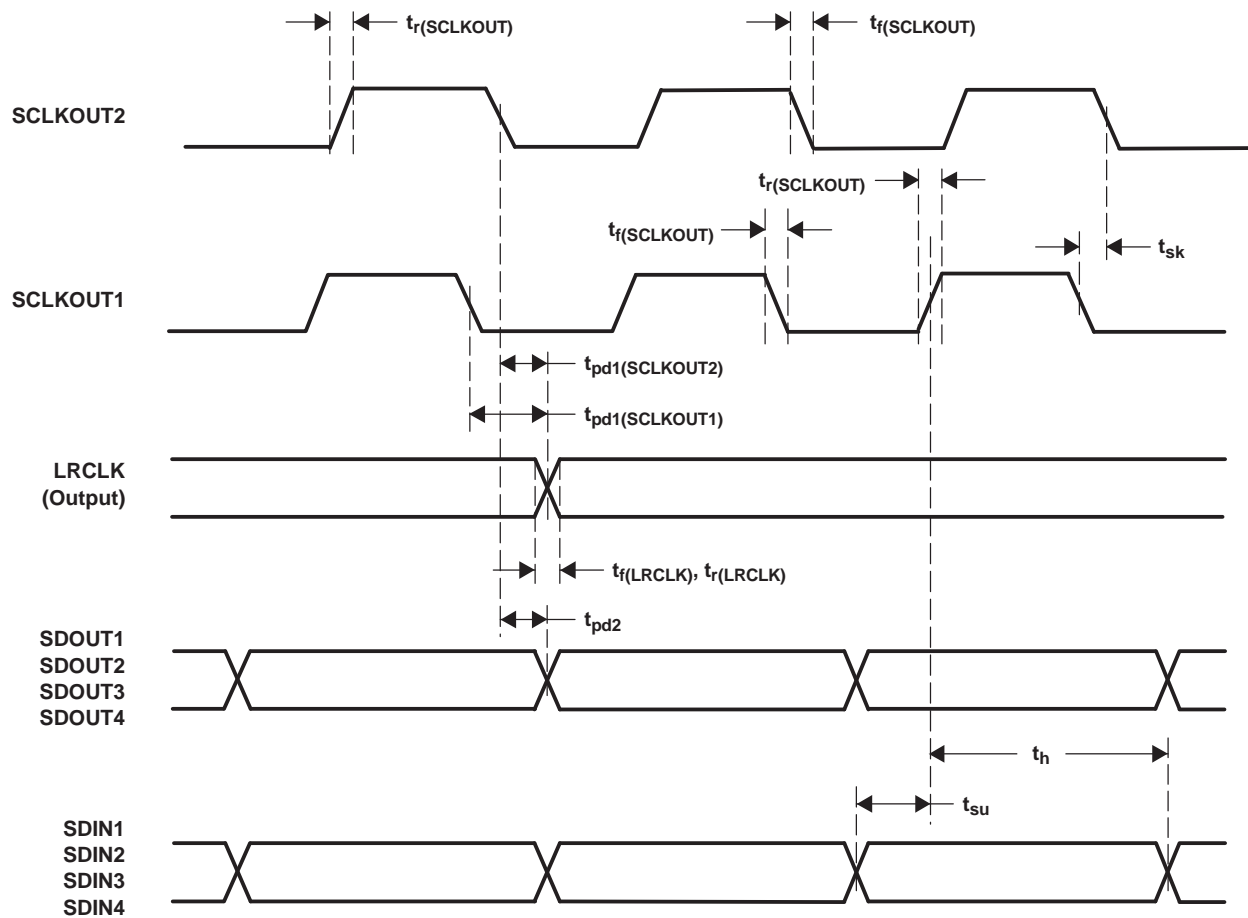 tr(SCLKOUT)
tf(SCLKOUT)
SCLKOUT2
tr(SCLKOUT)
tf(SCLKOUT)
tsk
SCLKOUT1
tpd1(SCLKOUT2)
tpd1(SCLKOUT1)
LRCLK
(Output)
tf(LRCLK), tr(LRCLK)
tpd2
SDOUT1
SDOUT2
SDOUT3
SDOUT4
th
tsu
SDIN1
SDIN2
SDIN3
SDIN4